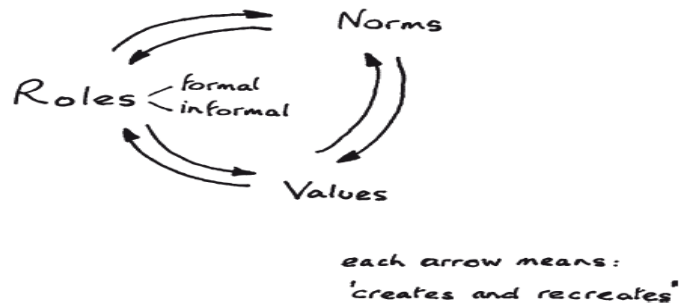 Norms
Roles
formal
informal
Values
each arrow means:
'creates and recreates'